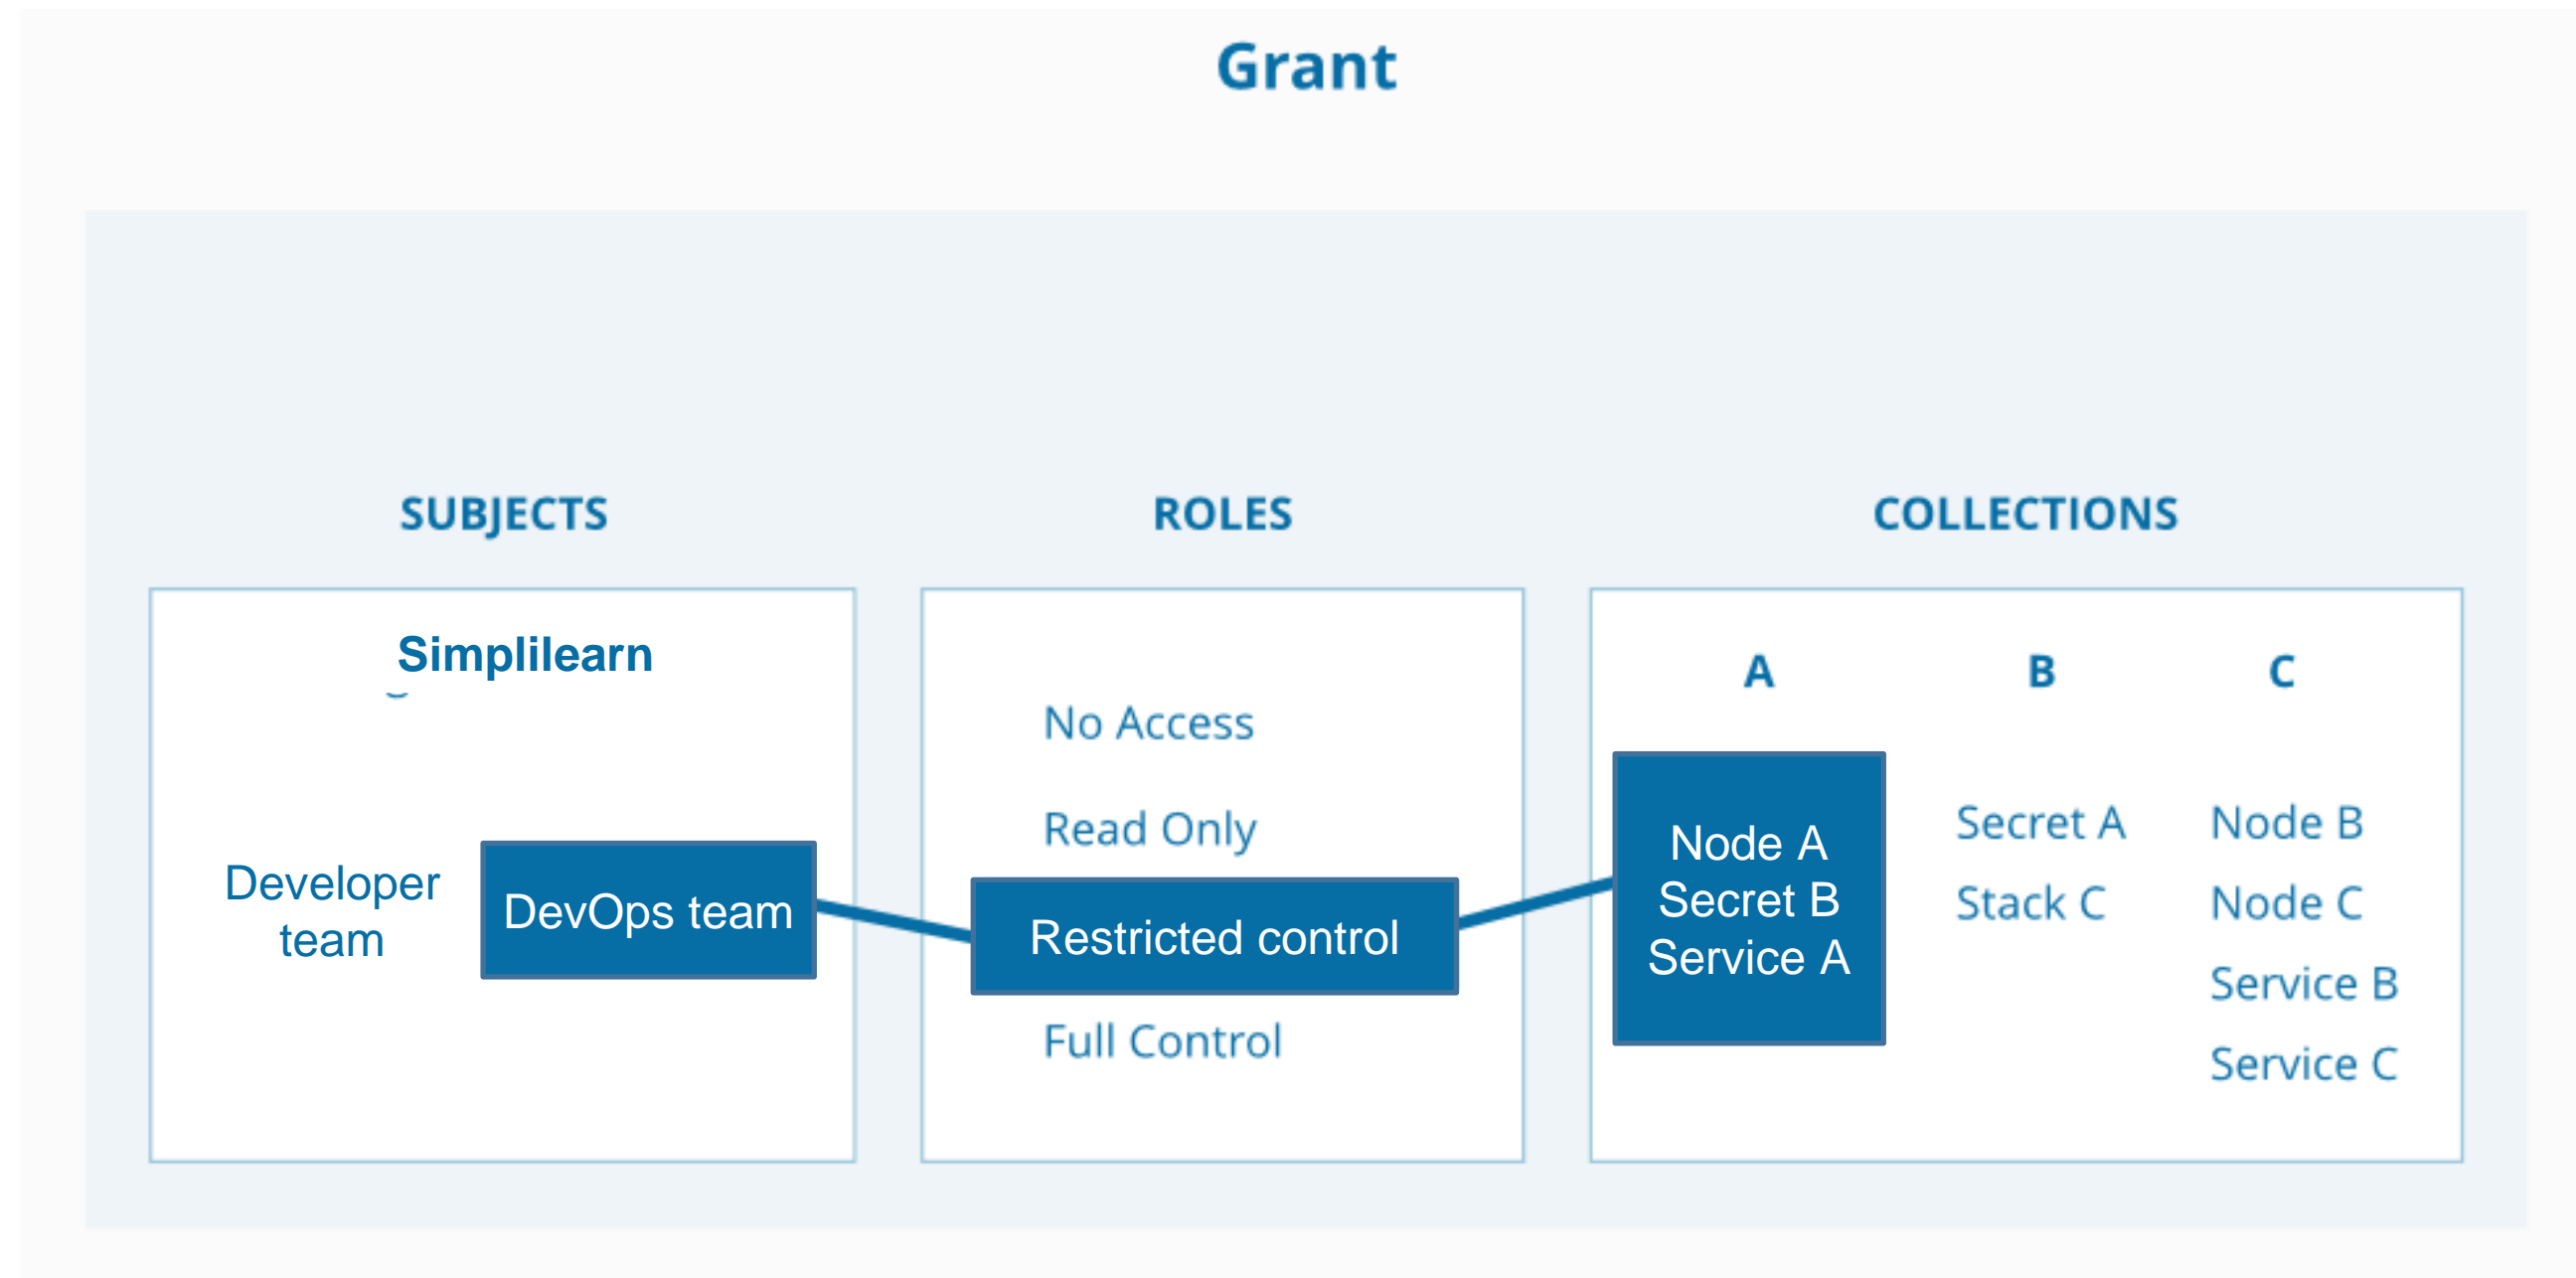 Grant
SUBJECTS
ROLES
COLLECTIONS
Simplilearn
Developer
team
DevOps team
No Access
Read Only
Restricted control
Full Control
A
Node A
Secret B
Service A
B
Secret A
Stack C
C
Node B
Node C
Service B
Service C